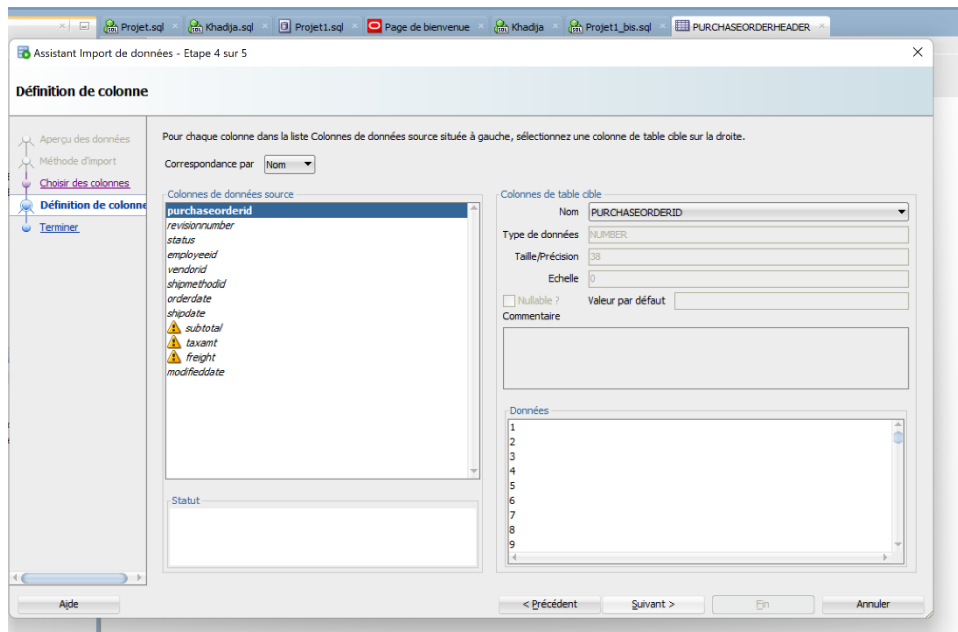 Projet.sql
Khadija.sql
Projet1.sql
Page de bienvenue
Khadija
Projet1_bis.sql
PURCHASEORDERHEADER
Assistant Import de données - Etape 4 sur 5
Définition de colonne
Aperçu des données
Méthode d'import
Choisir des colonnes
Définition de colonne
Terminer
Pour chaque colonne dans la liste Colonnes de données source située à gauche, sélectionnez une colonne de table cible sur la droite.
Correspondance par Nom
Colonnes de données source
purchaseorderid
revisionnumber
status
employeeid
vendorid
shipmethodid
orderdate
shipdate
subtotal
taxamt
freight
modifieddate
Statut
Colonnes de table cible
Nom PURCHASEORDERID
Type de données NUMBER
Taille/Précision 38
Echelle 0
Nullable ? Valeur par défaut
Commentaire
Données
1
2
3
4
5
6
7
8
9
Aide
< Précédent
Suivant >
Fin
Annuler